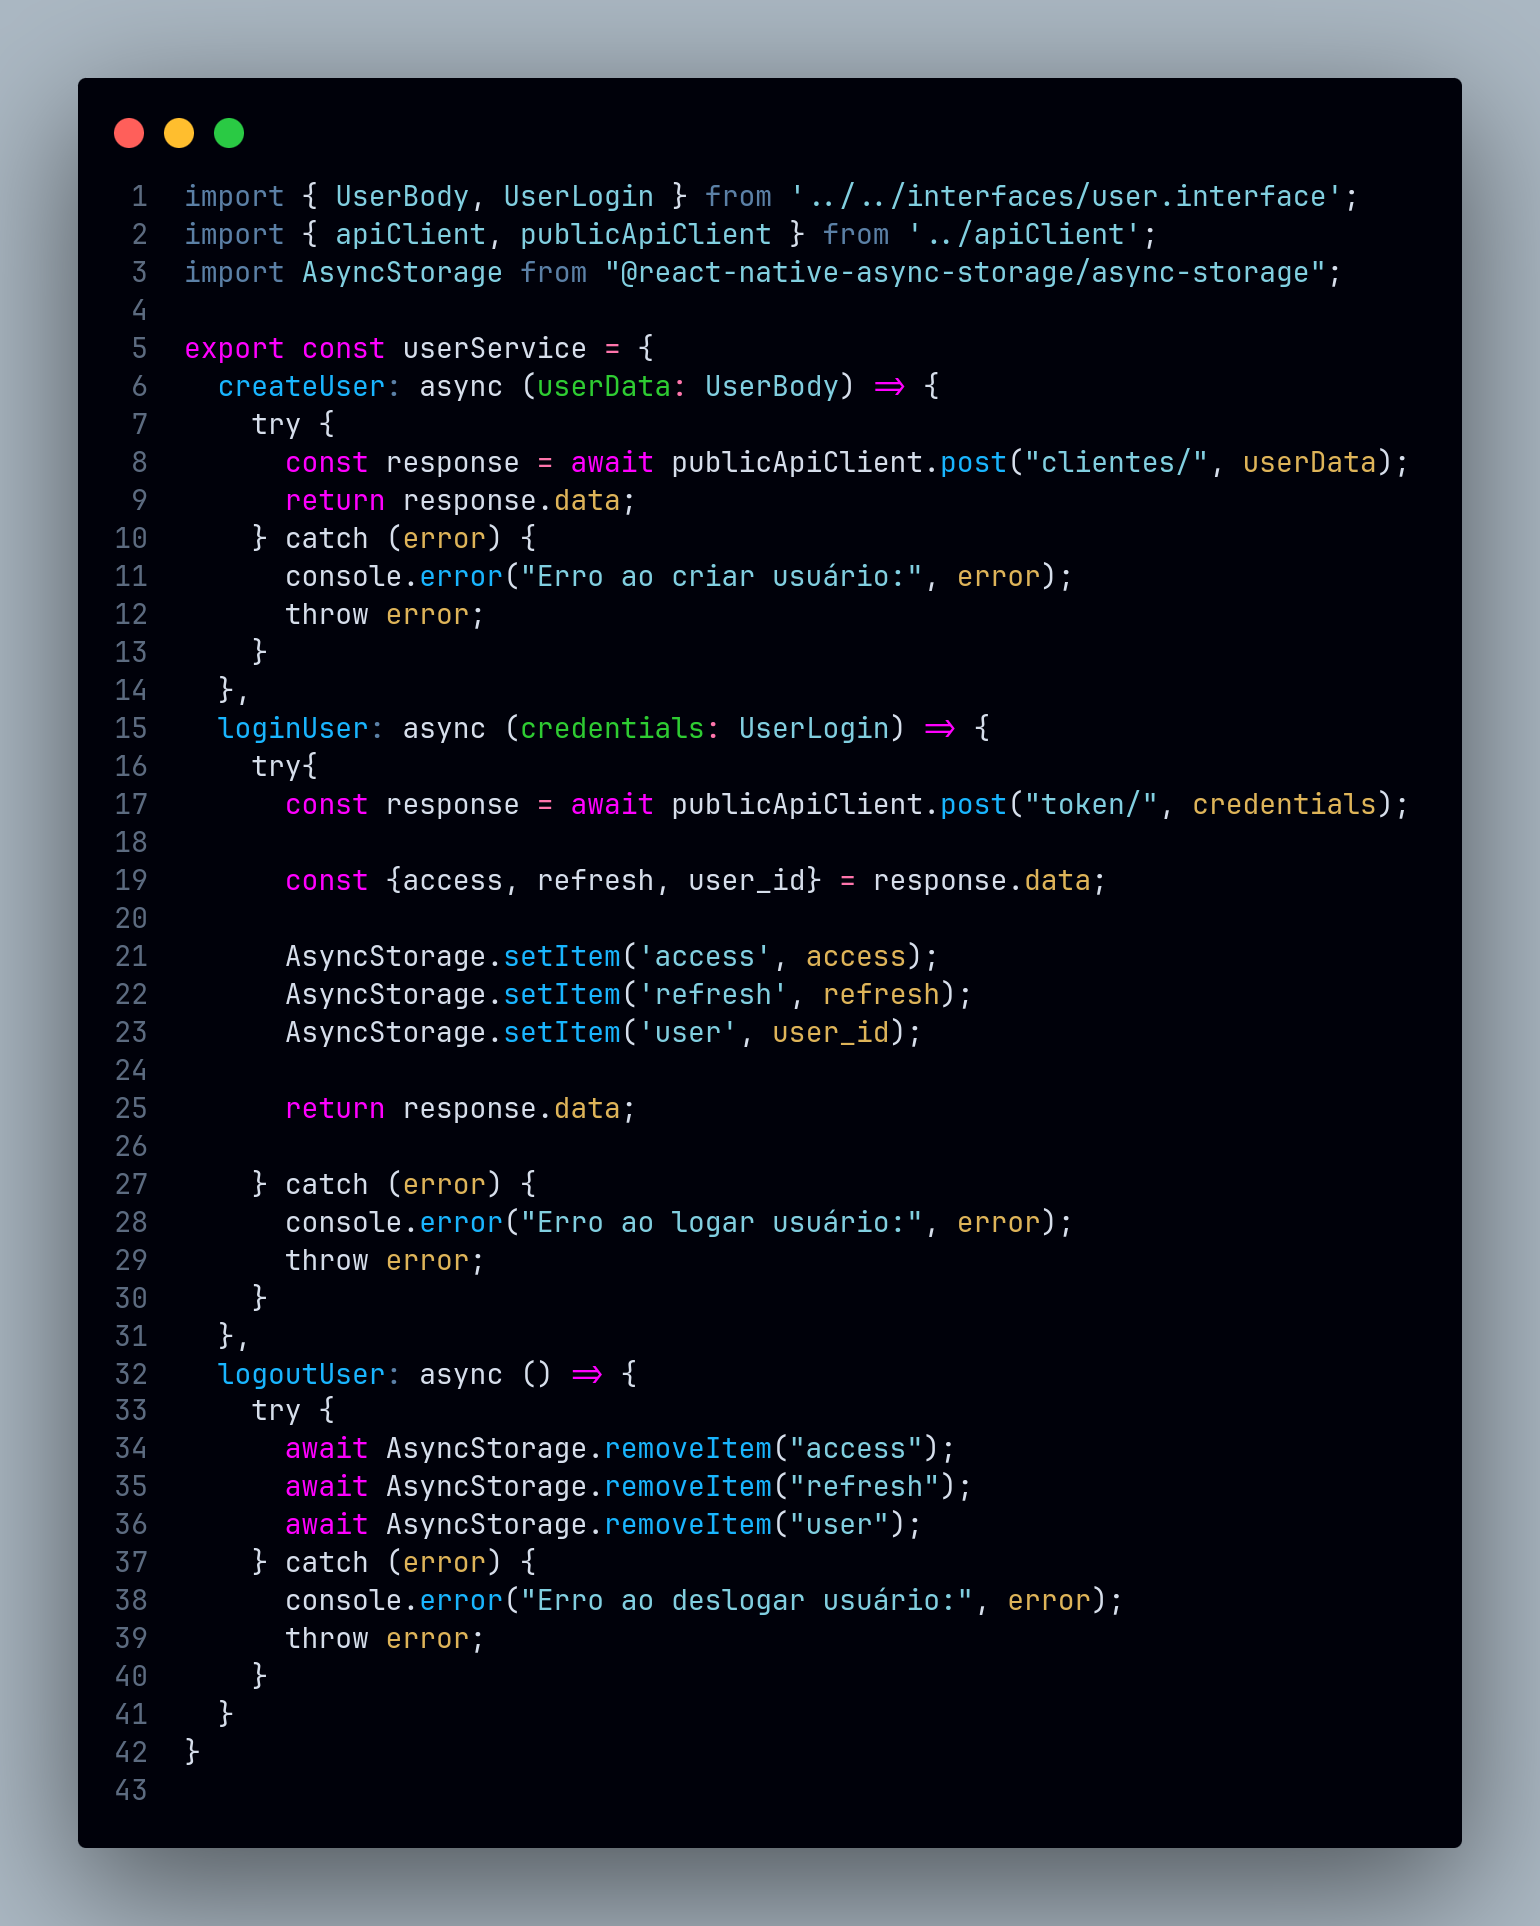 1 import { UserBody, UserLogin } from '../../interfaces/user.interface';
2 import { apiClient, publicApiClient } from '../apiClient';
3 import AsyncStorage from "@react-native-async-storage/async-storage";
4
5 export const userService = {
6   createUser: async (userData: UserBody) => {
7     try {
8       const response = await publicApiClient.post("clientes/", userData);
9       return response.data;
10     } catch (error) {
11       console.error("Erro ao criar usuário:", error);
12       throw error;
13     }
14   },
15   loginUser: async (credentials: UserLogin) => {
16     try{
17       const response = await publicApiClient.post("token/", credentials);
18
19       const {access, refresh, user_id} = response.data;
20
21       AsyncStorage.setItem('access', access);
22       AsyncStorage.setItem('refresh', refresh);
23       AsyncStorage.setItem('user', user_id);
24
25       return response.data;
26
27     } catch (error) {
28       console.error("Erro ao logar usuário:", error);
29       throw error;
30     }
31   },
32   logoutUser: async () => {
33     try {
34       await AsyncStorage.removeItem("access");
35       await AsyncStorage.removeItem("refresh");
36       await AsyncStorage.removeItem("user");
37     } catch (error) {
38       console.error("Erro ao deslogar usuário:", error);
39       throw error;
40     }
41   }
42 }
43